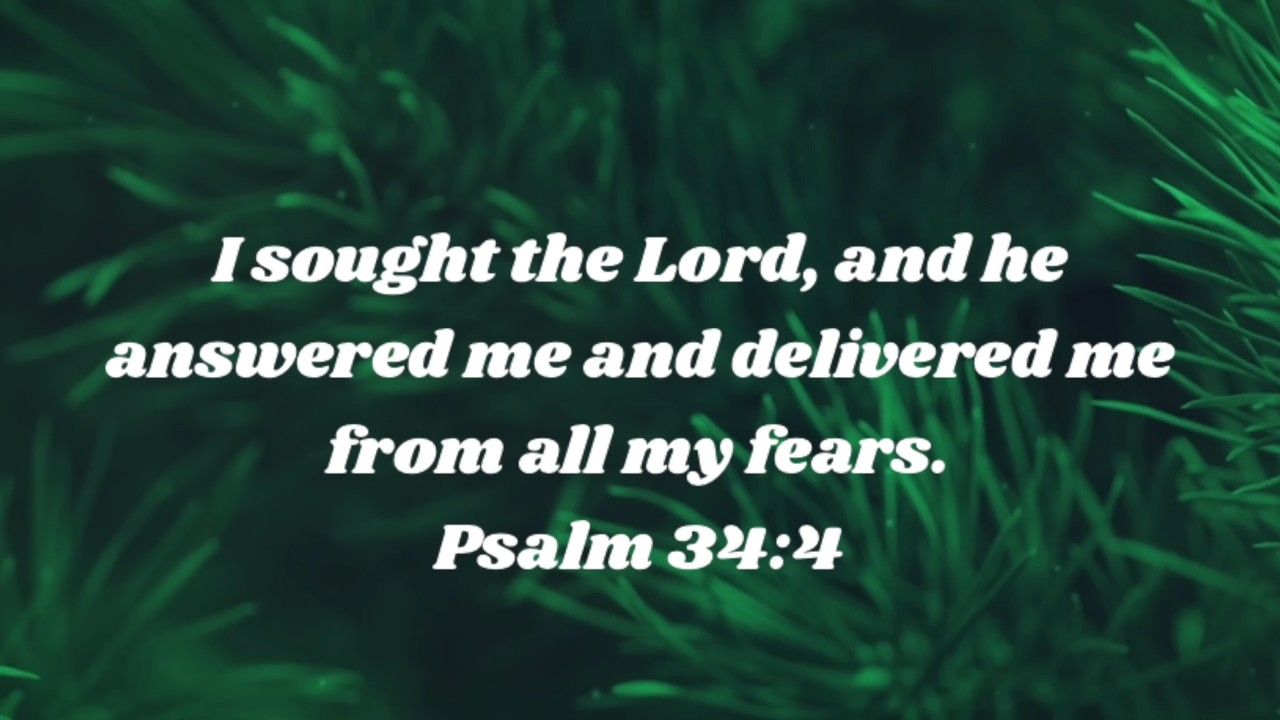 I sought the Lord, and he
answered me and delivered me
from all my fears.
Psalm 34:4